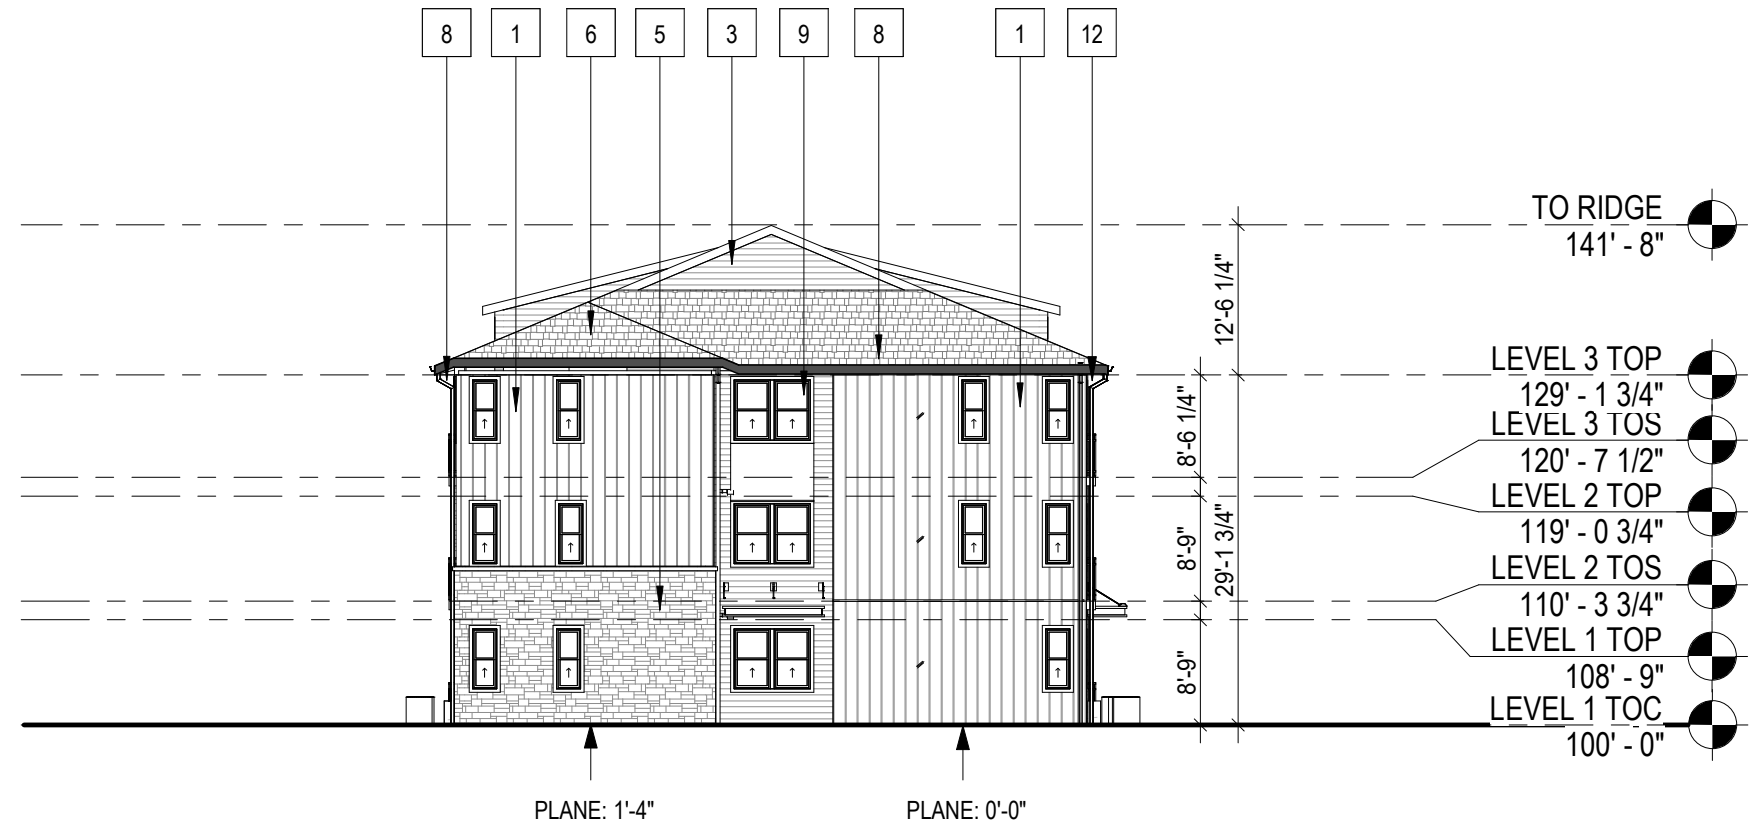 8 1 6 5 3 9 8 1 12
TO RIDGE
141' - 8"
12'-6 1/4"
LEVEL 3 TOP
129' - 1 3/4"
LEVEL 3 TOS
120' - 7 1/2"
8'-6 1/4"
LEVEL 2 TOP
119' - 0 3/4"
8'-9"
29'-1 3/4"
LEVEL 2 TOS
110' - 3 3/4"
LEVEL 1 TOP
108' - 9"
8'-9"
LEVEL 1 TOC
100' - 0"
PLANE: 1'-4"
PLANE: 0'-0"